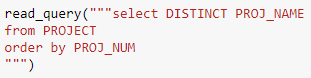 read_query("""select DISTINCT PROJ_NAME
from PROJECT
order by PROJ_NUM
""")